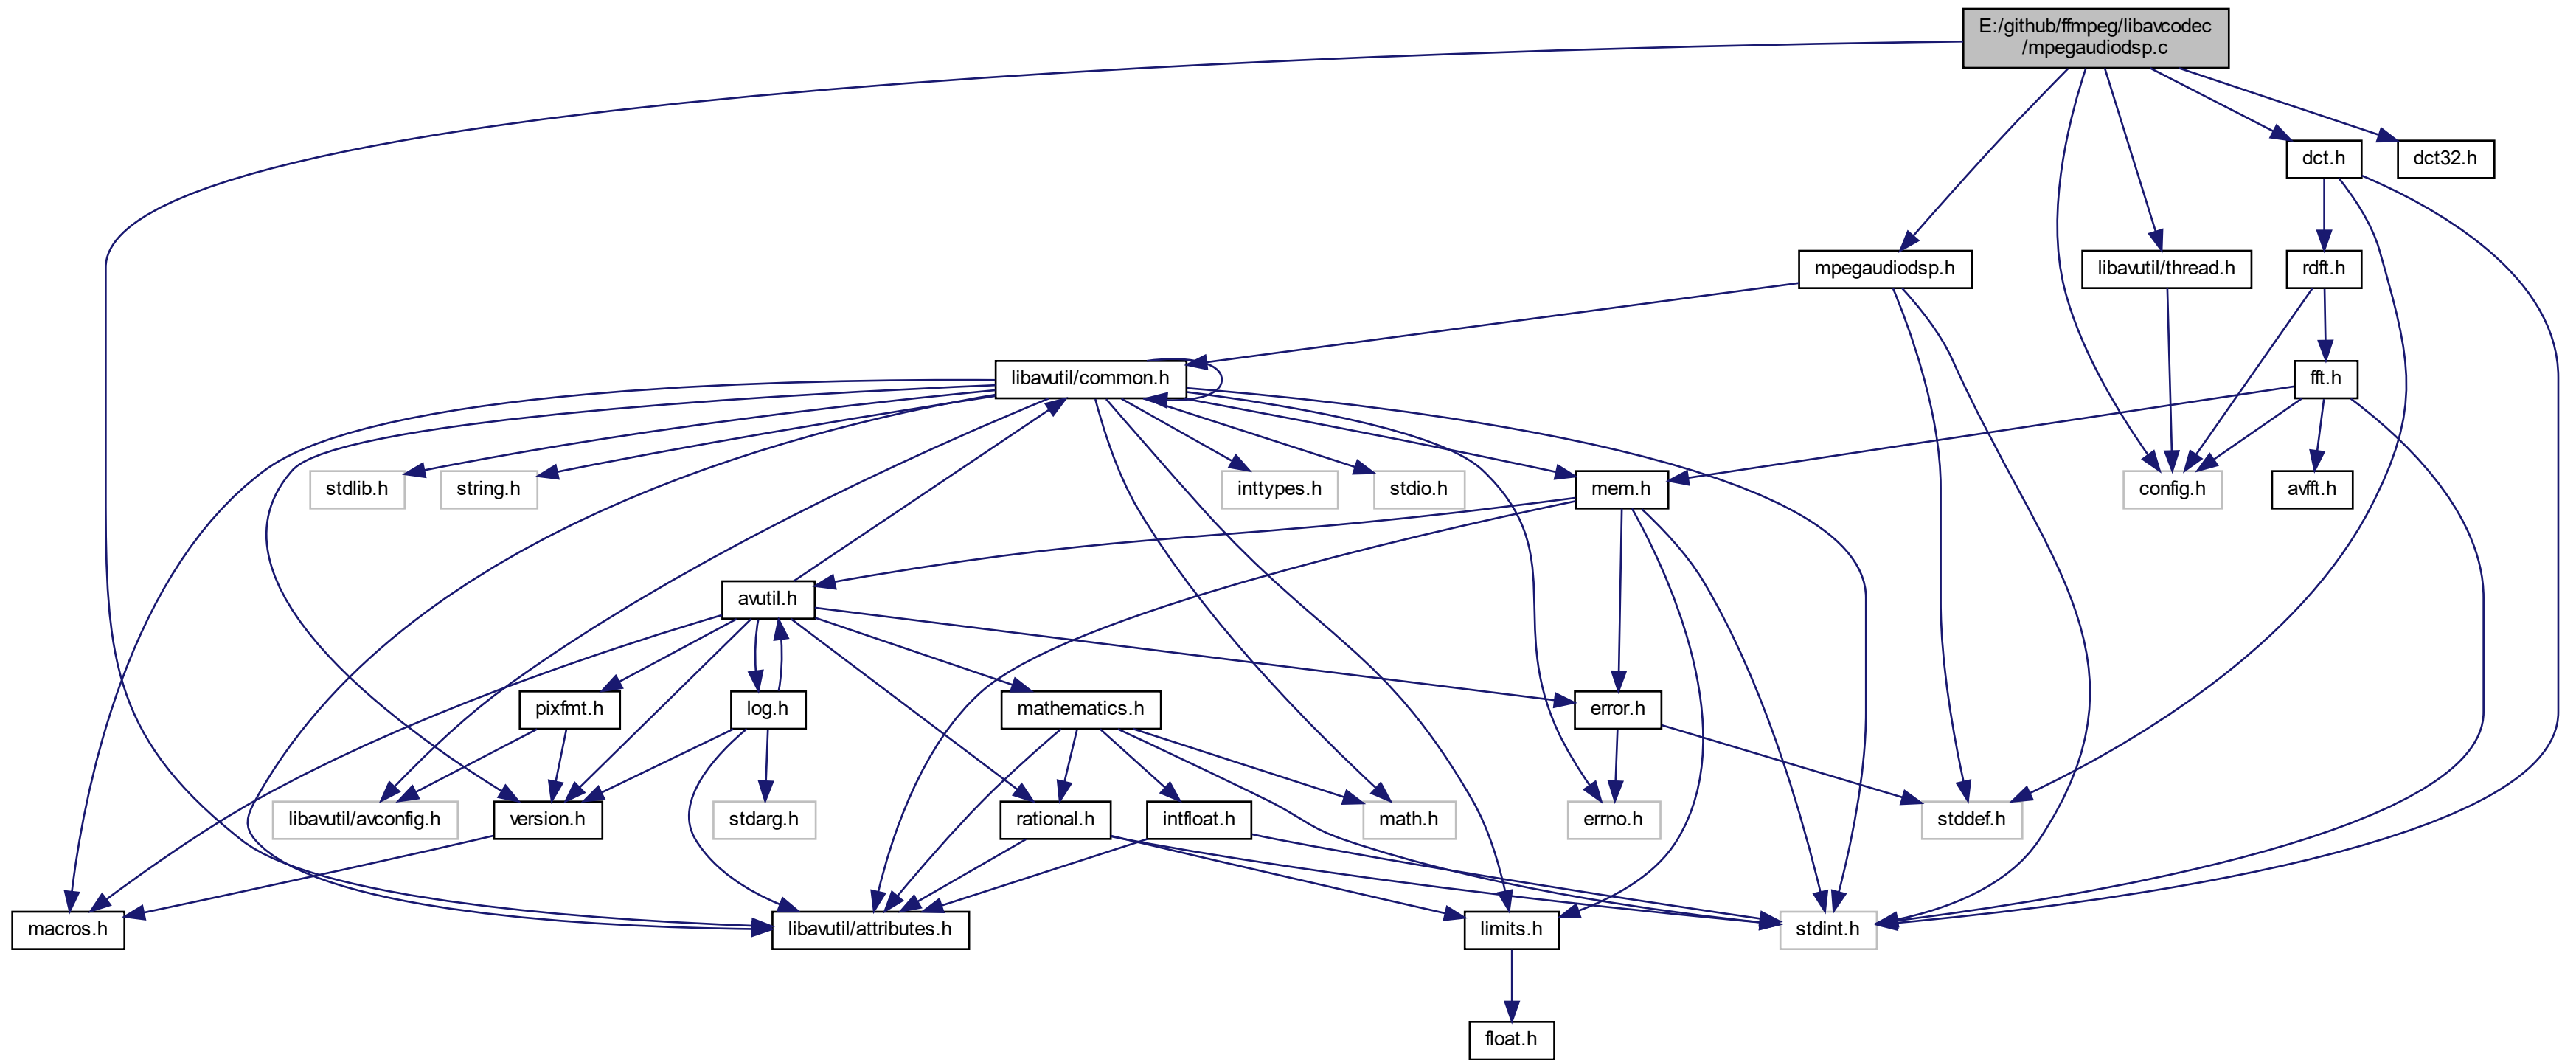 E:/github/ffmpeg/libavcodec
/mpegaudiodsp.c
dct.h
dct32.h
mpegaudiodsp.h
libavutil/thread.h
rdft.h
libavutil/common.h
fft.h
stdlib.h
string.h
inttypes.h
stdio.h
mem.h
config.h
avfft.h
avutil.h
pixfmt.h
log.h
mathematics.h
error.h
libavutil/avconfig.h
version.h
stdarg.h
rational.h
intfloat.h
math.h
errno.h
stddef.h
macros.h
libavutil/attributes.h
limits.h
stdint.h
float.h